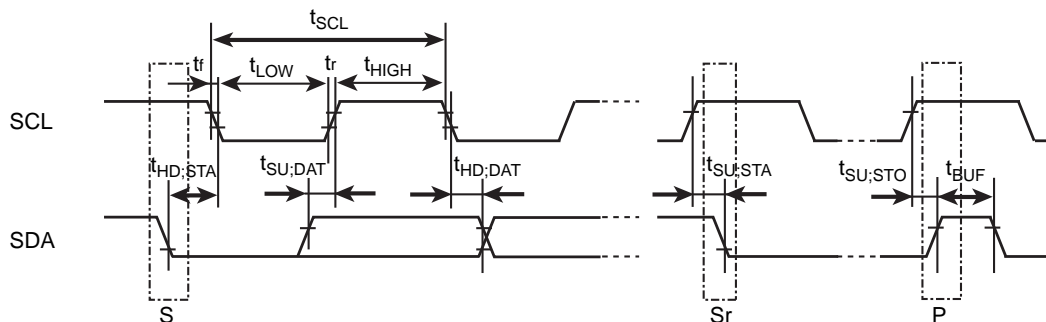 tSCL
tf tLOW tr tHIGH
SCL
tHD;STA tSU;DAT tHD;DAT tSU;STA tSU;STO tBUF
SDA
S Sr P